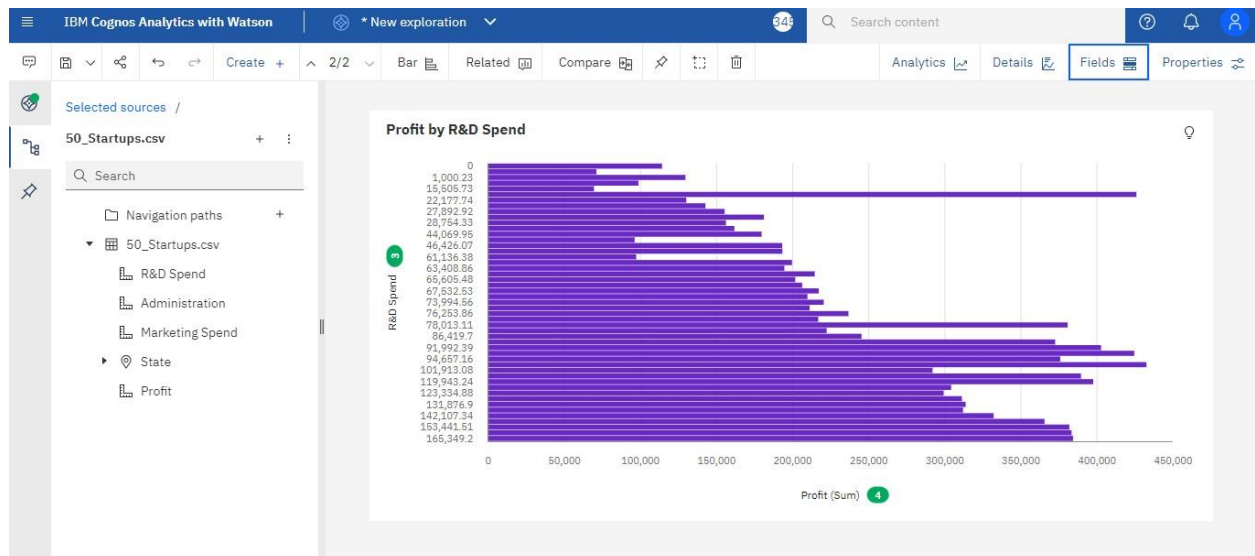 IBM Cognos Analytics with Watson
* New exploration
Search content
Create +
2/2
Bar
Related
Compare
Analytics
Details
Fields
Properties
Selected sources /
50_Startups.csv
Search
Navigation paths
50_Startups.csv
R&D Spend
Administration
Marketing Spend
State
Profit
Profit by R&D Spend
0
1,000.23
15,505.73
22,177.74
27,892.92
28,754.33
44,069.95
46,426.07
61,136.38
63,408.86
65,605.48
67,532.53
73,994.56
76,253.86
78,013.11
86,419.7
91,992.39
94,657.16
101,913.08
119,943.24
123,334.88
131,876.9
142,107.34
153,441.51
165,349.2
R&D Spend 3
0 50,000 100,000 150,000 200,000 250,000 300,000 350,000 400,000 450,000
Profit (Sum) 4